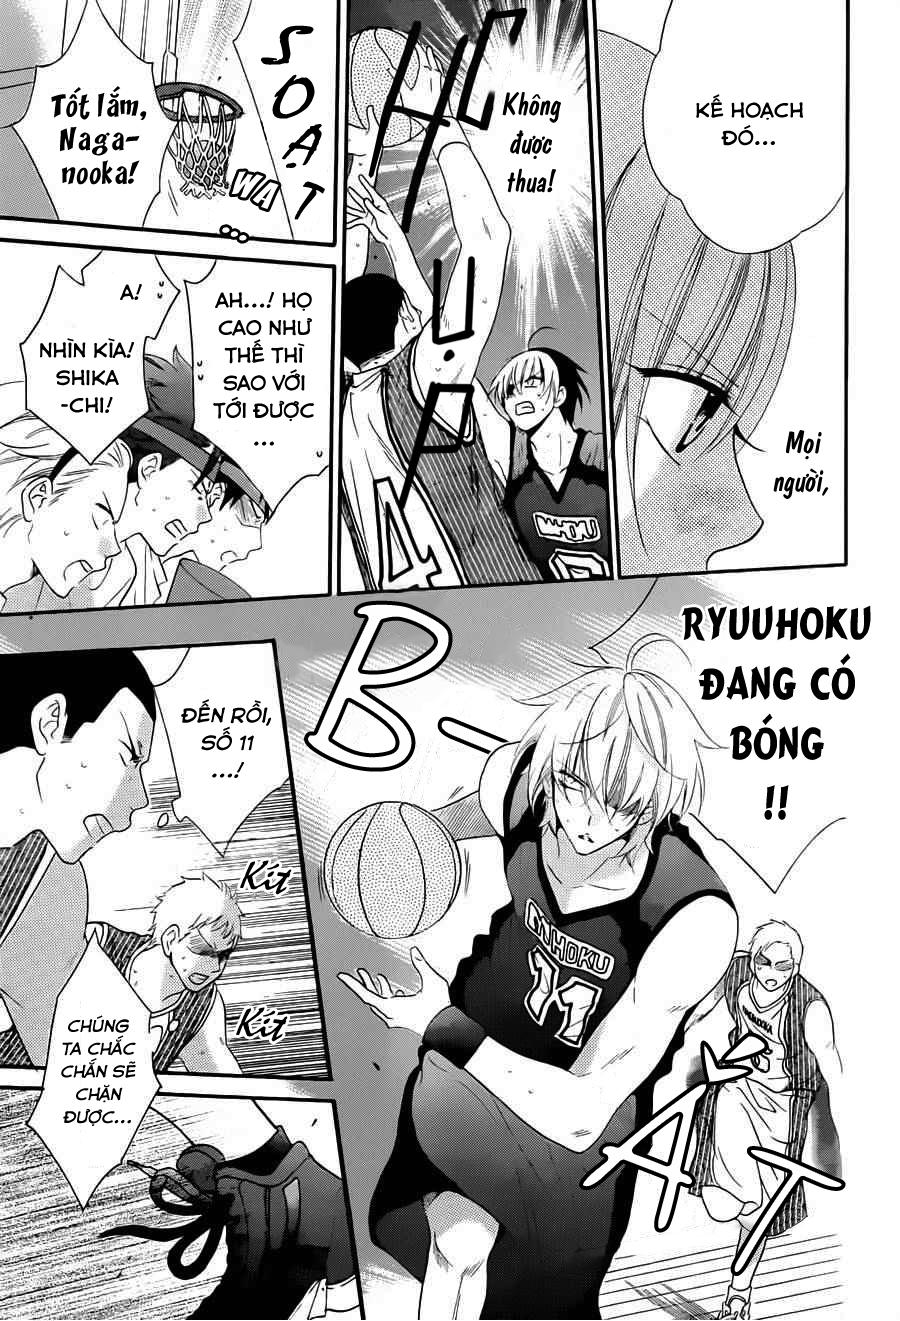 KẾ HOẠCH
ĐÓ...
Mọi
người,
Không
được
thua!
HỤP
SOẠT
Tốt lắm,
Naga-
nooka!
WA
...
AH...! HỌ
CAO NHƯ
THẾ THÌ
SAO VỚI
TỚI ĐƯỢC
...
A!
NHÌN KÌA!
SHIKA
-CHI!
4
RYUUHOKU
ĐANG CÓ
BÓNG
!!
B-
ẮT
11
ĐẾN RỒI,
SỐ 11
...!
Kít
Kít
CHÚNG
TA CHẮC
CHẮN SẼ
CHẶN
ĐƯỢC...